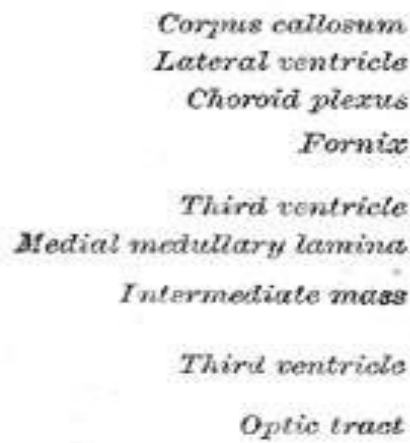 Corpus callosum
Lateral ventricle
Choroid plexus
Fornix
Third ventricle
Medial medullary lamina
Intermediate mass
Third ventricle
Optic tract